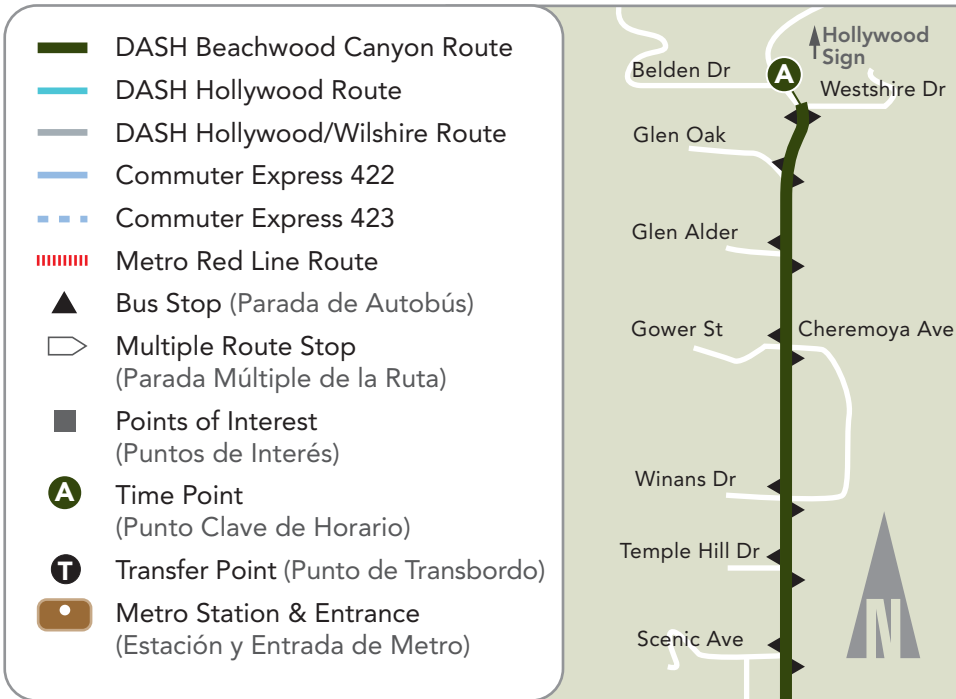 DASH Beachwood Canyon Route
DASH Hollywood Route
DASH Hollywood/Wilshire Route
Commuter Express 422
Commuter Express 423
Metro Red Line Route
Bus Stop (Parada de Autobús)
Multiple Route Stop
(Parada Múltiple de la Ruta)
Points of Interest
(Puntos de Interés)
A Time Point
(Punto Clave de Horario)
T Transfer Point (Punto de Transbordo)
Metro Station & Entrance
(Estación y Entrada de Metro)
Hollywood
Sign
Belden Dr
A
Westshire Dr
Glen Oak
Glen Alder
Gower St
Cheremoya Ave
Winans Dr
Temple Hill Dr
Scenic Ave
N